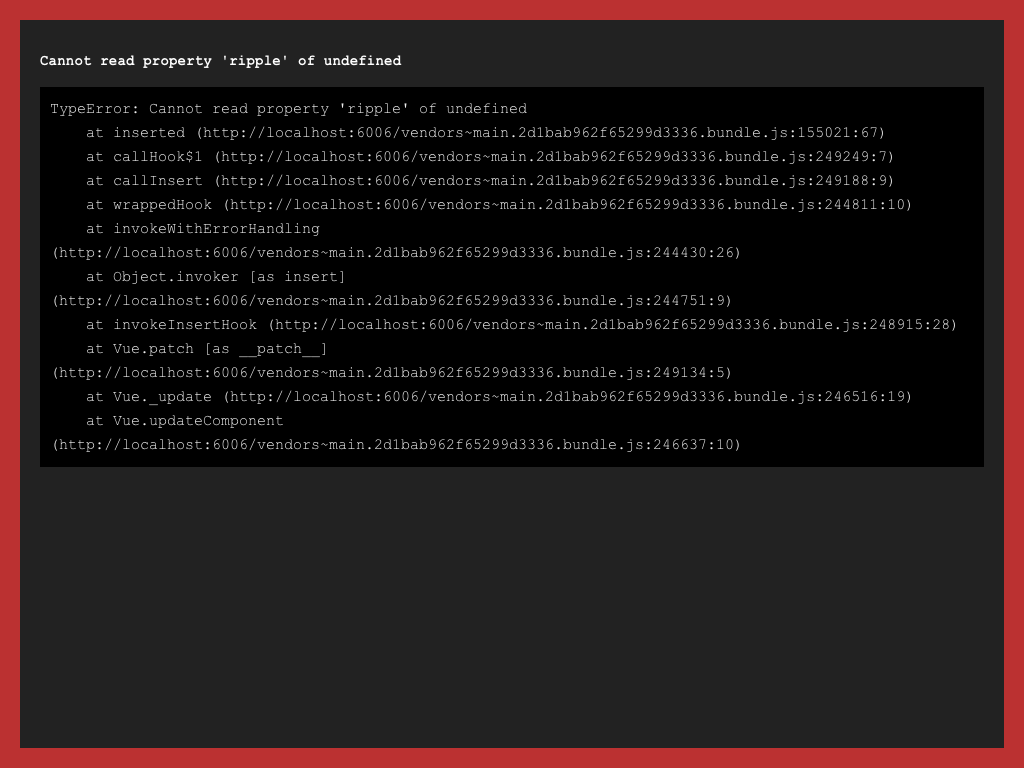 Cannot read property 'ripple' of undefined
TypeError: Cannot read property 'ripple' of undefined
    at inserted (http://localhost:6006/vendors~main.2d1bab962f65299d3336.bundle.js:155021:67)
    at callHook$1 (http://localhost:6006/vendors~main.2d1bab962f65299d3336.bundle.js:249249:7)
    at callInsert (http://localhost:6006/vendors~main.2d1bab962f65299d3336.bundle.js:249188:9)
    at wrappedHook (http://localhost:6006/vendors~main.2d1bab962f65299d3336.bundle.js:244811:10)
    at invokeWithErrorHandling
(http://localhost:6006/vendors~main.2d1bab962f65299d3336.bundle.js:244430:26)
    at Object.invoker [as insert]
(http://localhost:6006/vendors~main.2d1bab962f65299d3336.bundle.js:244751:9)
    at invokeInsertHook (http://localhost:6006/vendors~main.2d1bab962f65299d3336.bundle.js:248915:28)
    at Vue.patch [as __patch__]
(http://localhost:6006/vendors~main.2d1bab962f65299d3336.bundle.js:249134:5)
    at Vue._update (http://localhost:6006/vendors~main.2d1bab962f65299d3336.bundle.js:246516:19)
    at Vue.updateComponent
(http://localhost:6006/vendors~main.2d1bab962f65299d3336.bundle.js:246637:10)